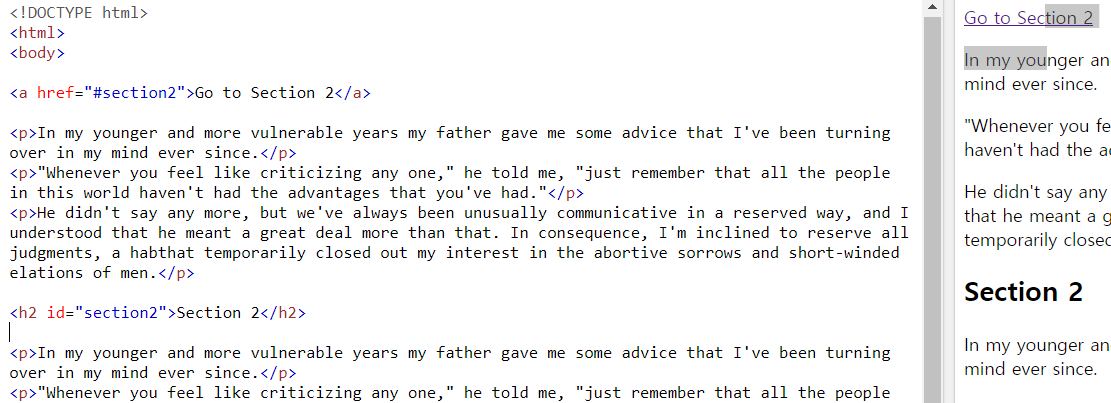 <!DOCTYPE html>
<html>
<body>
<a href="#section2">Go to Section 2</a>
<p>In my younger and more vulnerable years my father gave me some advice that I've been turning
over in my mind ever since.</p>
<p>"Whenever you feel like criticizing any one," he told me, "just remember that all the people
in this world haven't had the advantages that you've had."</p>
<p>He didn't say any more, but we've always been unusually communicative in a reserved way, and I
understood that he meant a great deal more than that. In consequence, I'm inclined to reserve all
judgments, a habthat temporarily closed out my interest in the abortive sorrows and short-winded
elations of men.</p>
<h2 id="section2">Section 2</h2>
<p>In my younger and more vulnerable years my father gave me some advice that I've been turning
over in my mind ever since.</p>
<p>"Whenever you feel like criticizing any one," he told me, "just remember that all the people
Go to Section 2
In my younger an
mind ever since.
"Whenever you fe
haven't had the a
He didn't say any
that he meant a g
temporarily closed
Section 2
In my younger an
mind ever since.